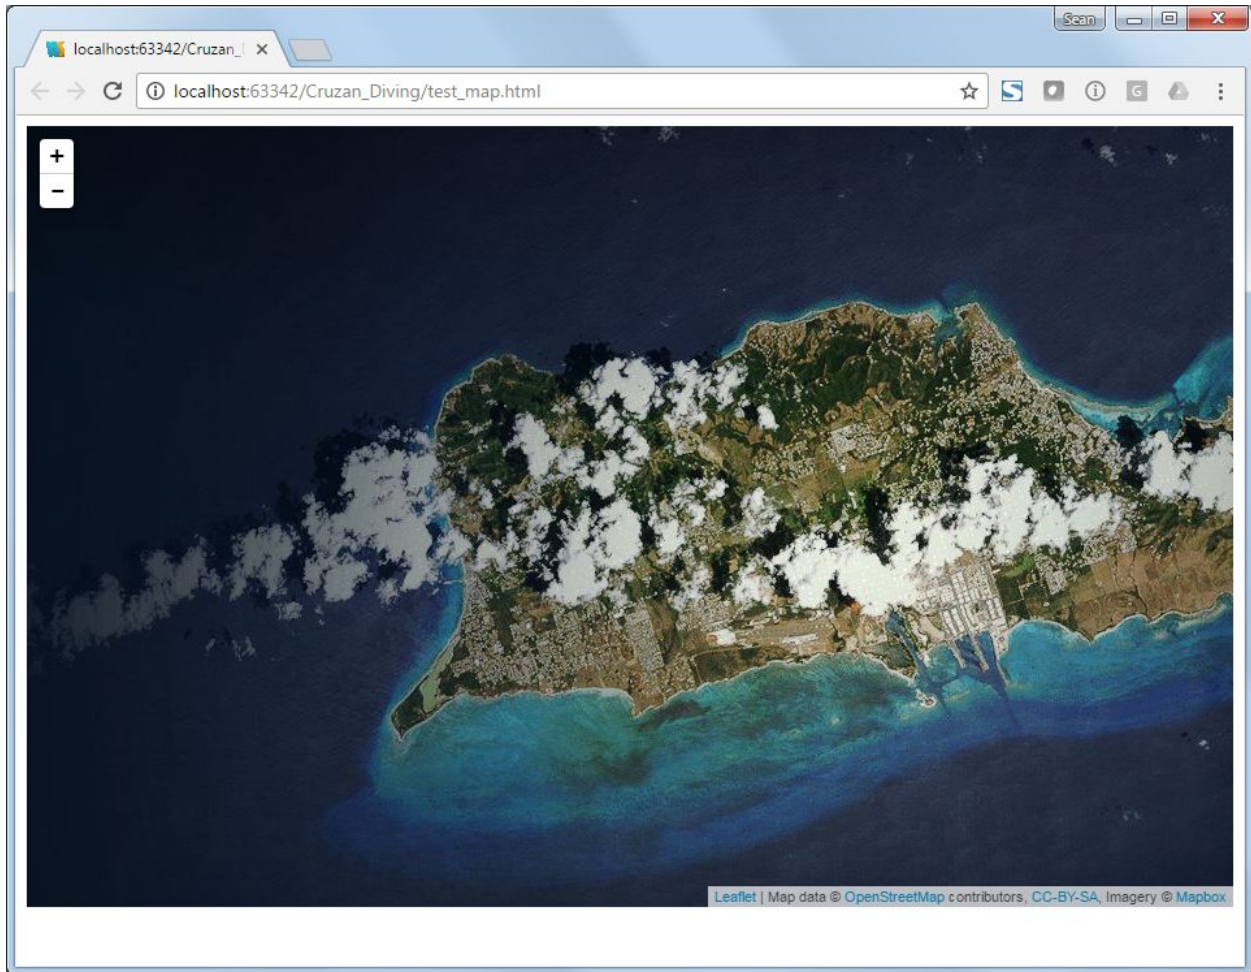 Sean
localhost:63342/Cruzan_
localhost:63342/Cruzan_Diving/test_map.html
+
−
Leaflet | Map data © OpenStreetMap contributors, CC-BY-SA, Imagery © Mapbox